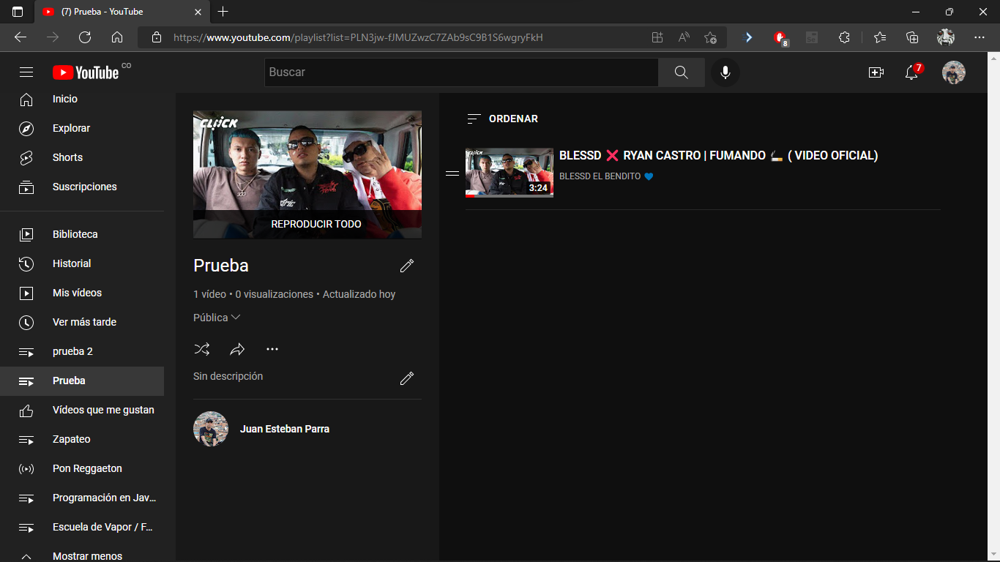 (7) Prueba - YouTube
https://www.youtube.com/playlist?list=PLN3jw-fJMUZwzC7ZAb9sC9B1S6wgryFkH
8
YouTube CO
Buscar
7
Inicio
Explorar
Shorts
Suscripciones
Biblioteca
Historial
Mis vídeos
Ver más tarde
prueba 2
Prueba
Vídeos que me gustan
Zapateo
Pon Reggaeton
Programación en Jav...
Escuela de Vapor / F...
Mostrar menos
CLIICK
REPRODUCIR TODO
Prueba
1 vídeo • 0 visualizaciones • Actualizado hoy
Pública
Sin descripción
Juan Esteban Parra
ORDENAR
CLIICK
3:24
BLESSD ❌ RYAN CASTRO | FUMANDO 🚬 ( VIDEO OFICIAL)
BLESSD EL BENDITO 💙